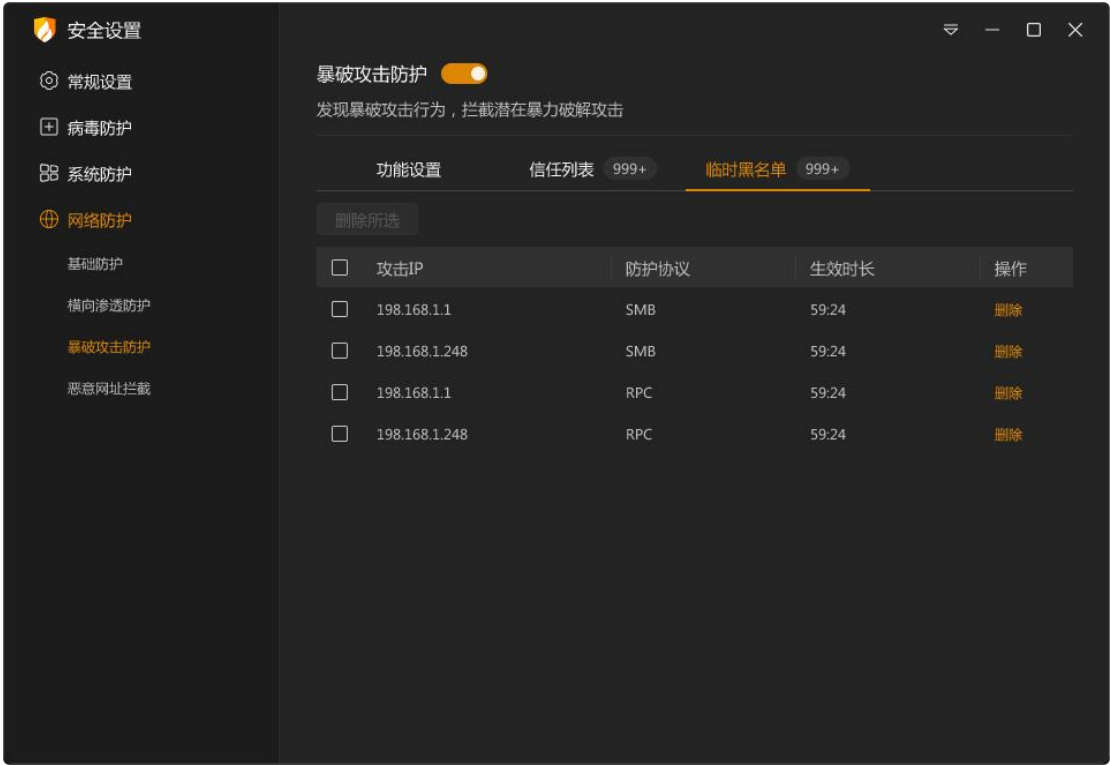 安全设置
常规设置
病毒防护
系统防护
网络防护
基础防护
横向渗透防护
暴破攻击防护
恶意网址拦截
暴破攻击防护
发现暴破攻击行为，拦截潜在暴力破解攻击
功能设置 信任列表 999+ 临时黑名单 999+
删除所选
攻击IP 防护协议 生效时长 操作
198.168.1.1 SMB 59:24 删除
198.168.1.248 SMB 59:24 删除
198.168.1.1 RPC 59:24 删除
198.168.1.248 RPC 59:24 删除